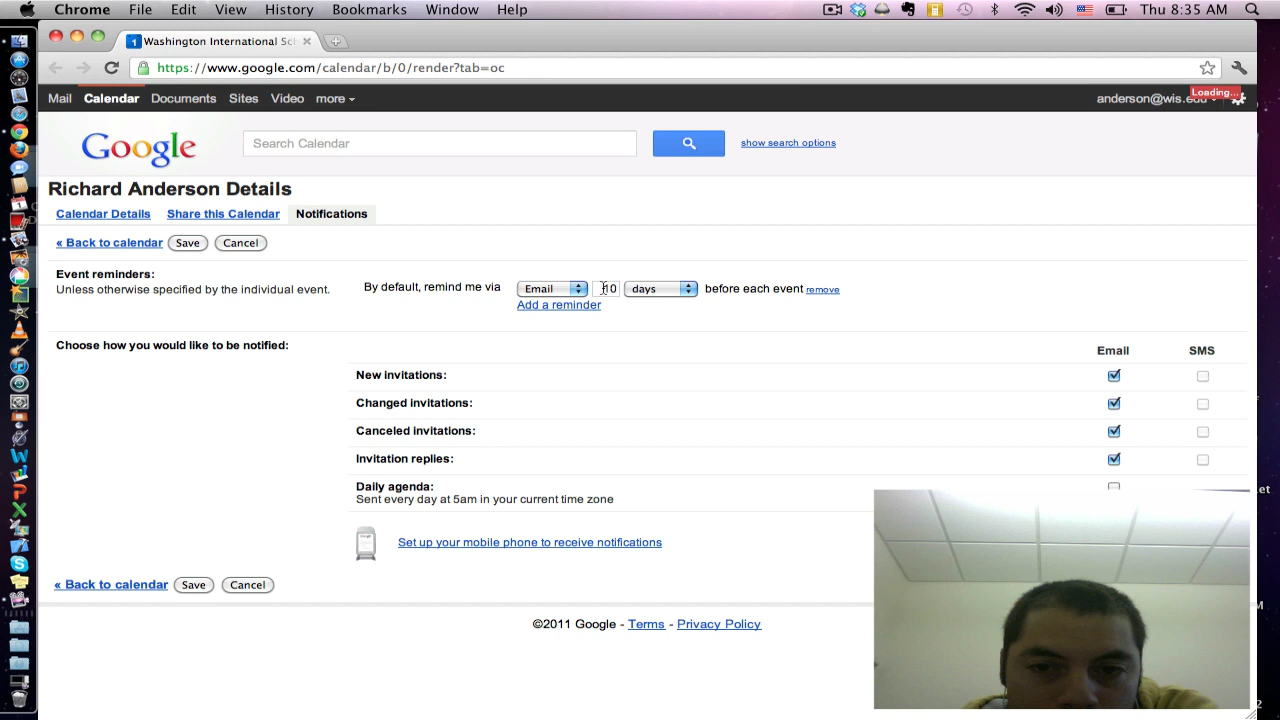 Chrome File Edit View History Bookmarks Window Help Thu 8:35 AM
Washington International Sch
https://www.google.com/calendar/b/0/render?tab=oc
Loading...
Mail Calendar Documents Sites Video more anderson@wis.edu
Google Search Calendar show search options
Richard Anderson Details
Calendar Details Share this Calendar Notifications
« Back to calendar Save Cancel
Event reminders:
Unless otherwise specified by the individual event.
By default, remind me via Email 10 days before each event remove
Add a reminder
Choose how you would like to be notified:
Email SMS
New invitations:
Changed invitations:
Canceled invitations:
Invitation replies:
Daily agenda:
Sent every day at 5am in your current time zone
Set up your mobile phone to receive notifications
« Back to calendar Save Cancel
©2011 Google - Terms - Privacy Policy